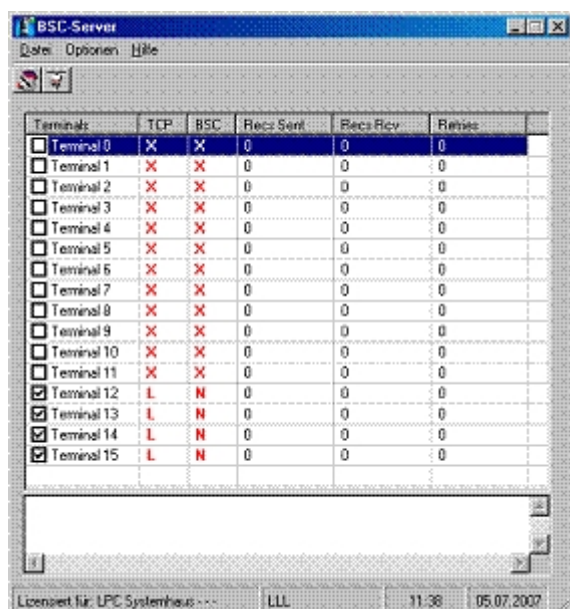 BSC-Server
Datei Optionen Hilfe
Terminals TCP BSC Recs Sent Recs Rcv Retries
Terminal 0 X X 0 0 0
Terminal 1 X X 0 0 0
Terminal 2 X X 0 0 0
Terminal 3 X X 0 0 0
Terminal 4 X X 0 0 0
Terminal 5 X X 0 0 0
Terminal 6 X X 0 0 0
Terminal 7 X X 0 0 0
Terminal 8 X X 0 0 0
Terminal 9 X X 0 0 0
Terminal 10 X X 0 0 0
Terminal 11 X X 0 0 0
Terminal 12 L N 0 0 0
Terminal 13 L N 0 0 0
Terminal 14 L N 0 0 0
Terminal 15 L N 0 0 0
Lizensiert für: LPC Systemhaus - - - LLL 11:38 05.07.2007